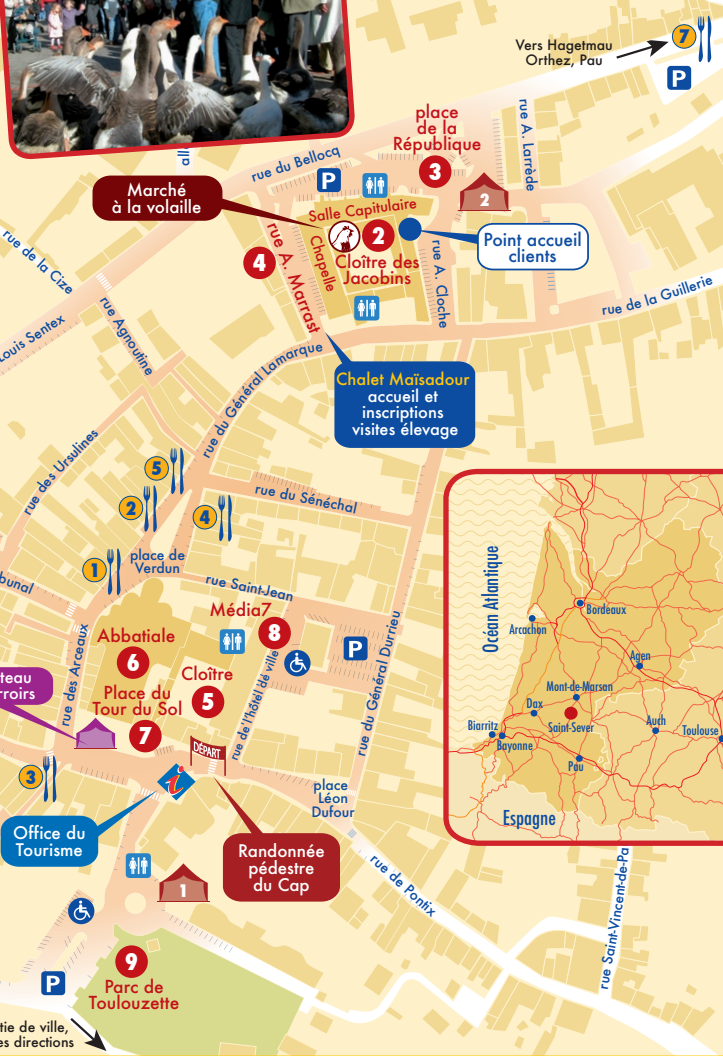 Vers Hagetmau
Orthez, Pau
7
P
place
de la
République
3
rue A. Larrède
2
rue du Bellocq
P
Marché
à la volaille
Salle Capitulaire
2
Chapelle
Cloître des
Jacobins
Point accueil
clients
rue A. Cloche
4
rue A. Marrast
rue de la Cize
rue de la Guillerie
rue Agnoutine
Louis Sentex
rue du Général Lamarque
Chalet Maïsadour
accueil et
inscriptions
visites élevage
rue des Ursulines
5
2
4
rue du Sénéchal
1
place de
Verdun
rue Saint-Jean
Média7
8
P
Abbatiale
6
Cloître
5
rue des Arceaux
Place du
Tour du Sol
7
rue de l'hôtel de ville
rue du Général Durrieu
DÉPART
3
i
Office du
Tourisme
Randonnée
pédestre
du Cap
place
Léon
Dufour
rue de Pontix
1
9
Parc de
Toulouzette
P
tie de ville,
es directions
rue Saint-Vincent-de-Pa
Océan Atlantique
Bordeaux
Arcachon
Agen
Mont-de-Marsan
Dax
Saint-Sever
Auch
Toulouse
Biarritz
Bayonne
Pau
Espagne